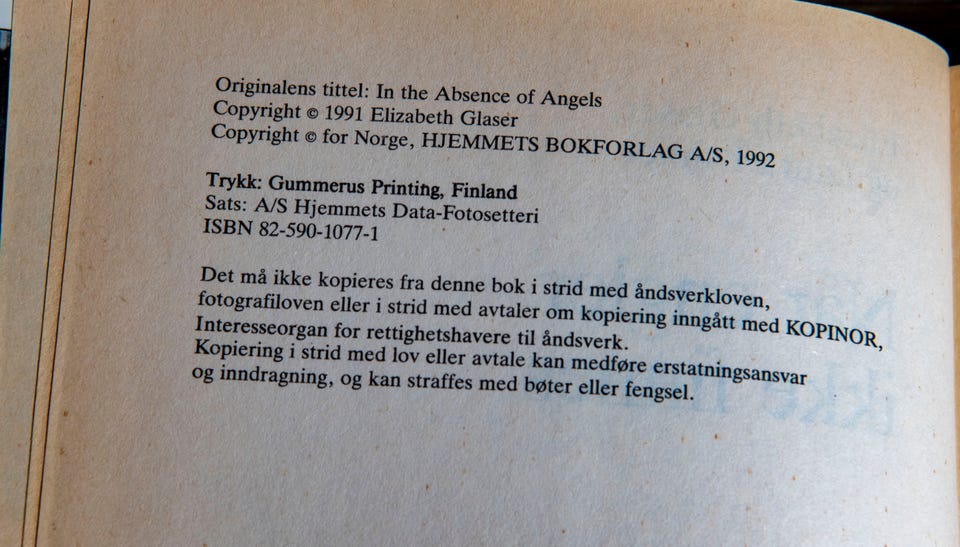 Originalens tittel: In the Absence of Angels
Copyright © 1991 Elizabeth Glaser
Copyright © for Norge, HJEMMETS BOKFORLAG A/S, 1992
Trykk: Gummerus Printing, Finland
Sats: A/S Hjemmets Data-Fotosetteri
ISBN 82-590-1077-1
Det må ikke kopieres fra denne bok i strid med åndsverkloven,
fotografiloven eller i strid med avtaler om kopiering inngått med KOPINOR,
Interesseorgan for rettighetshavere til åndsverk.
Kopiering i strid med lov eller avtale kan medføre erstatningsansvar
og inndragning, og kan straffes med bøter eller fengsel.